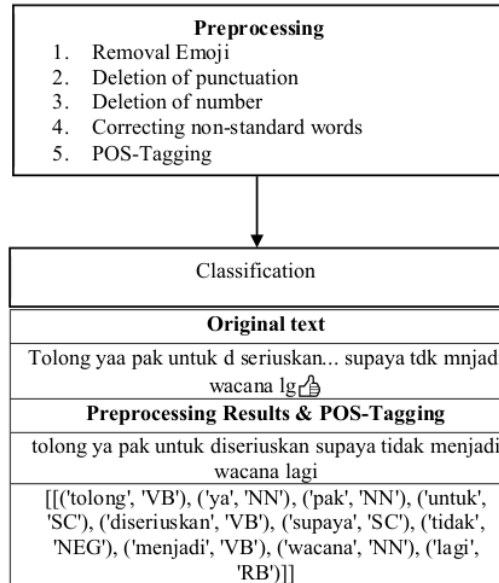 Preprocessing
1. Removal Emoji
2. Deletion of punctuation
3. Deletion of number
4. Correcting non-standard words
5. POS-Tagging
Classification
Original text
Tolong yaa pak untuk d seriuskan... supaya tdk mnjadi
wacana lg👍
Preprocessing Results & POS-Tagging
tolong ya pak untuk diseriuskan supaya tidak menjadi
wacana lagi
[[('tolong', 'VB'), ('ya', 'NN'), ('pak', 'NN'), ('untuk',
'SC'), ('diseriuskan', 'VB'), ('supaya', 'SC'), ('tidak',
'NEG'), ('menjadi', 'VB'), ('wacana', 'NN'), ('lagi',
'RB')]]